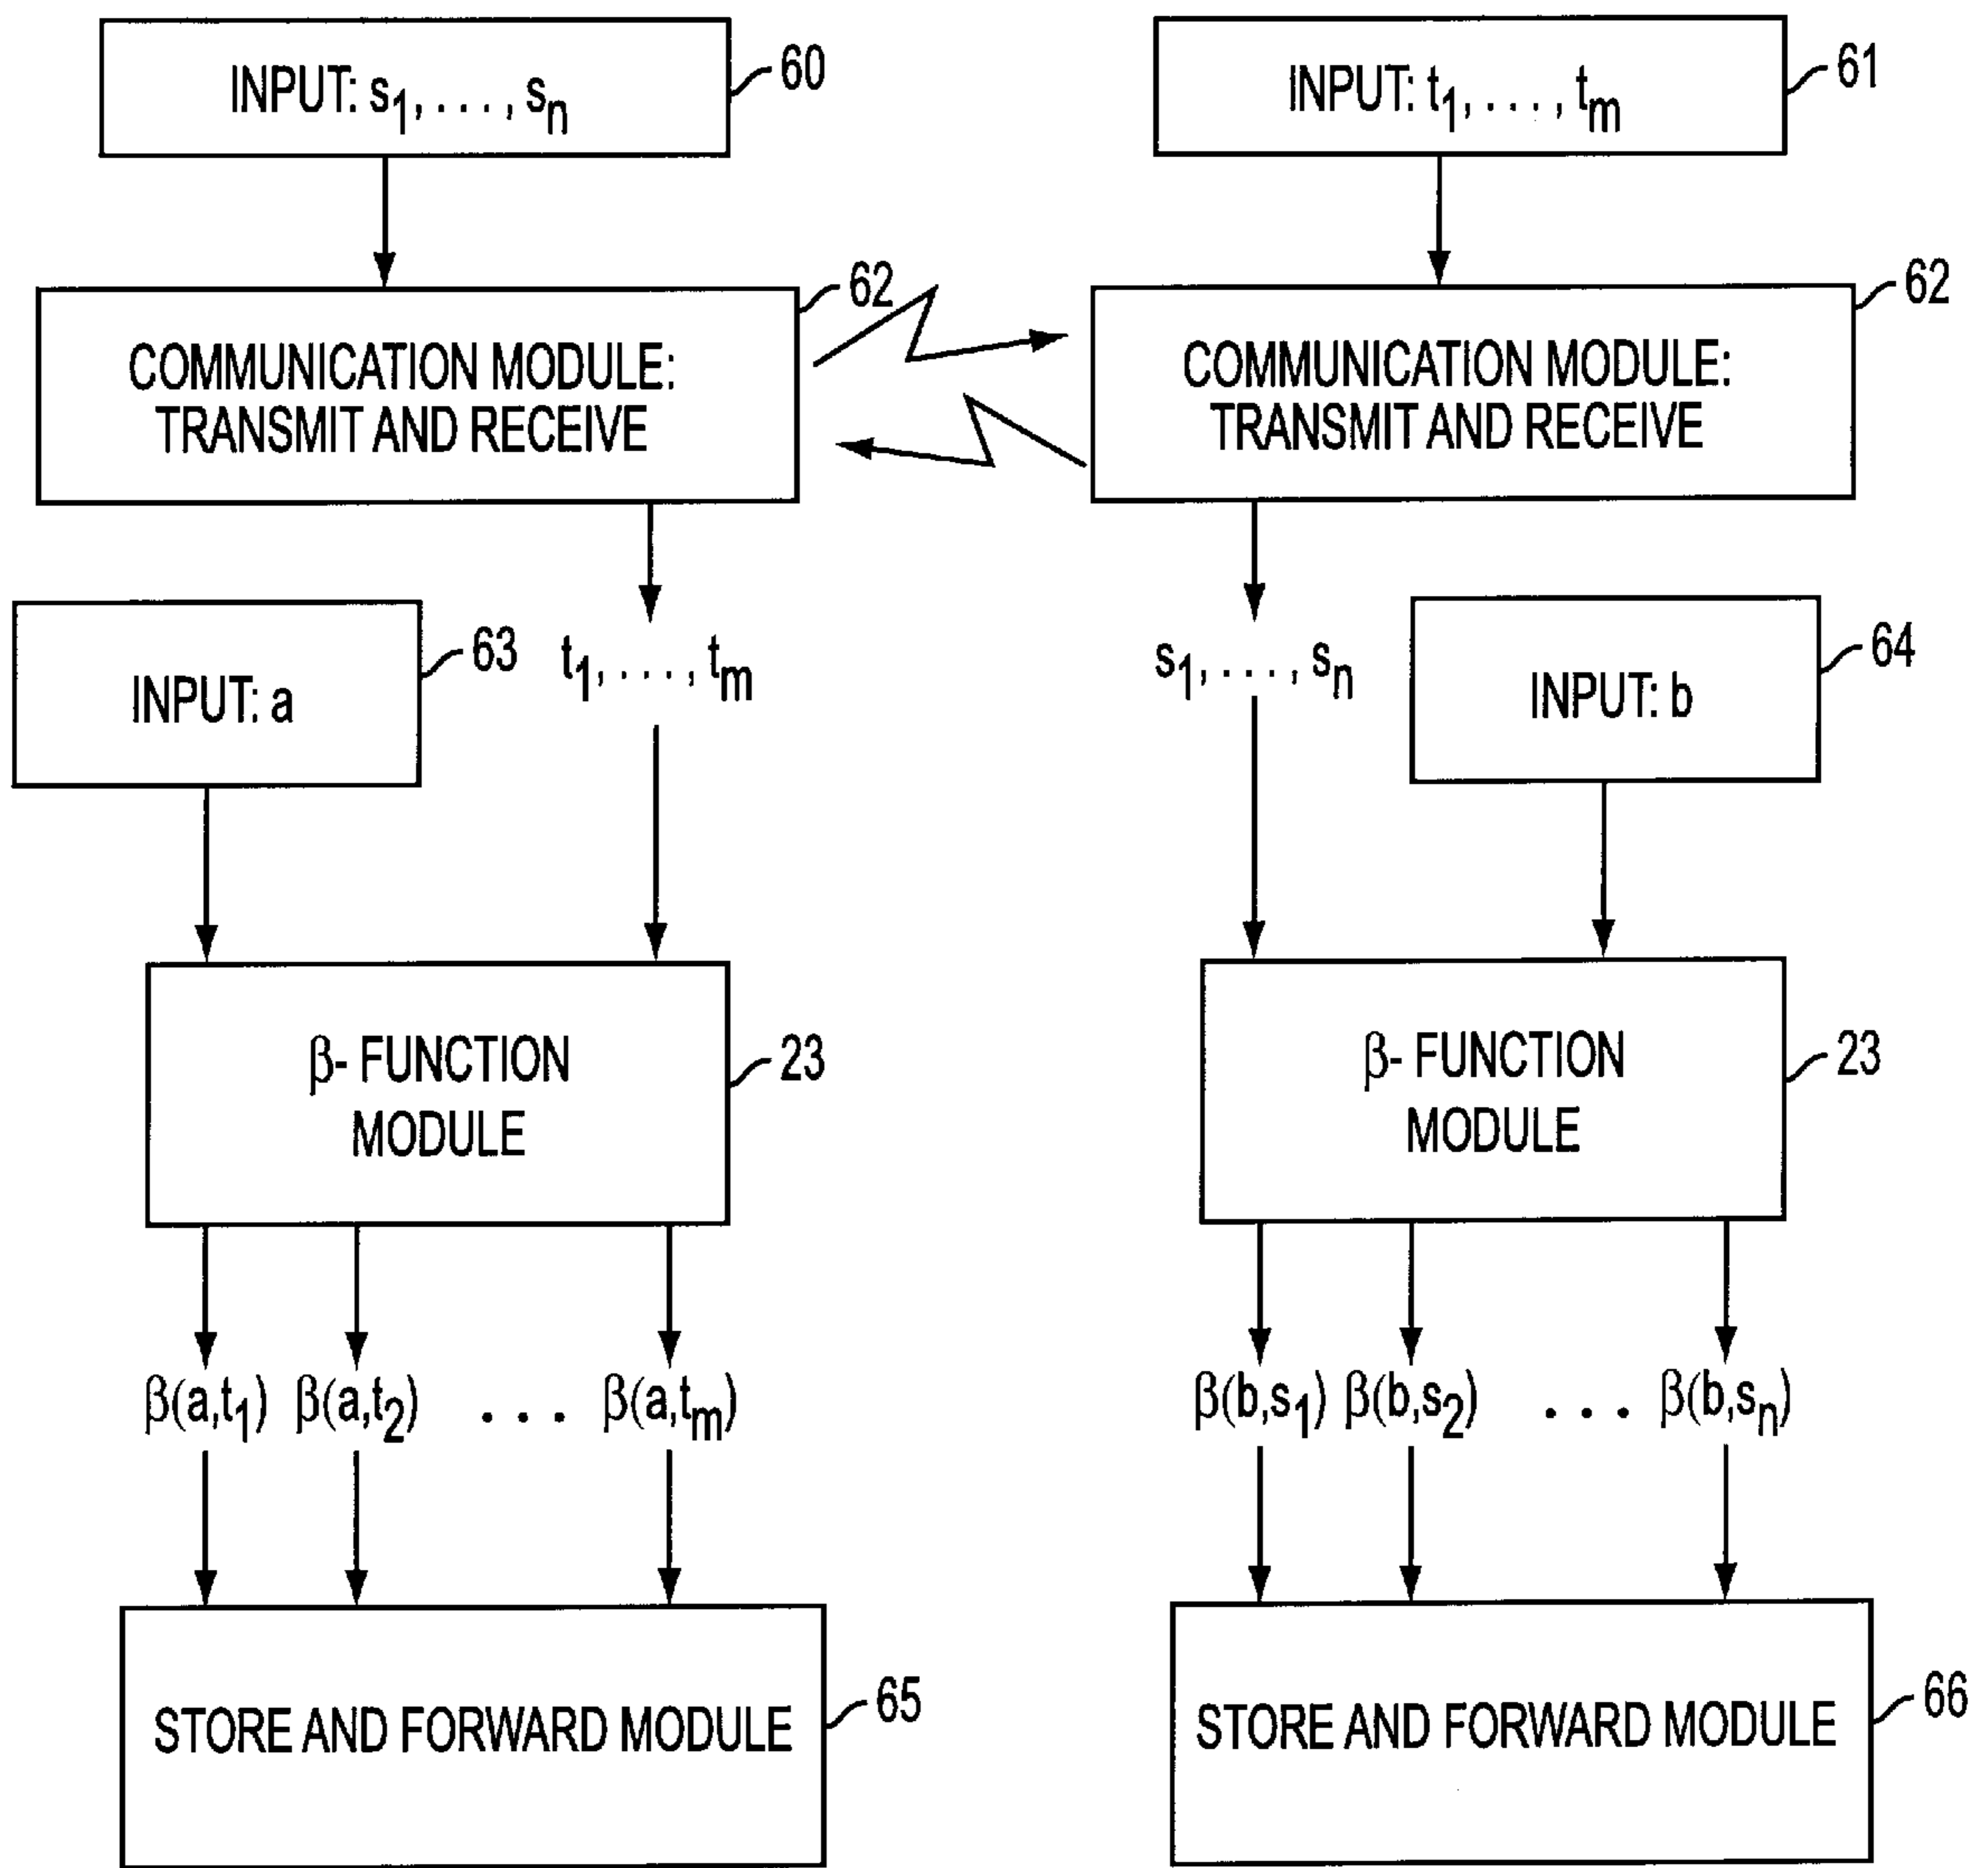 INPUT: s1, . . . , sn
60
INPUT: t1, . . . , tm
61
COMMUNICATION MODULE:
TRANSMIT AND RECEIVE
62
COMMUNICATION MODULE:
TRANSMIT AND RECEIVE
62
INPUT: a
63
t1, . . . , tm
s1, . . . , sn
INPUT: b
64
β- FUNCTION
MODULE
23
β- FUNCTION
MODULE
23
β(a,t1) β(a,t2) . . . β(a,tm)
β(b,s1) β(b,s2) . . . β(b,sn)
STORE AND FORWARD MODULE
65
STORE AND FORWARD MODULE
66